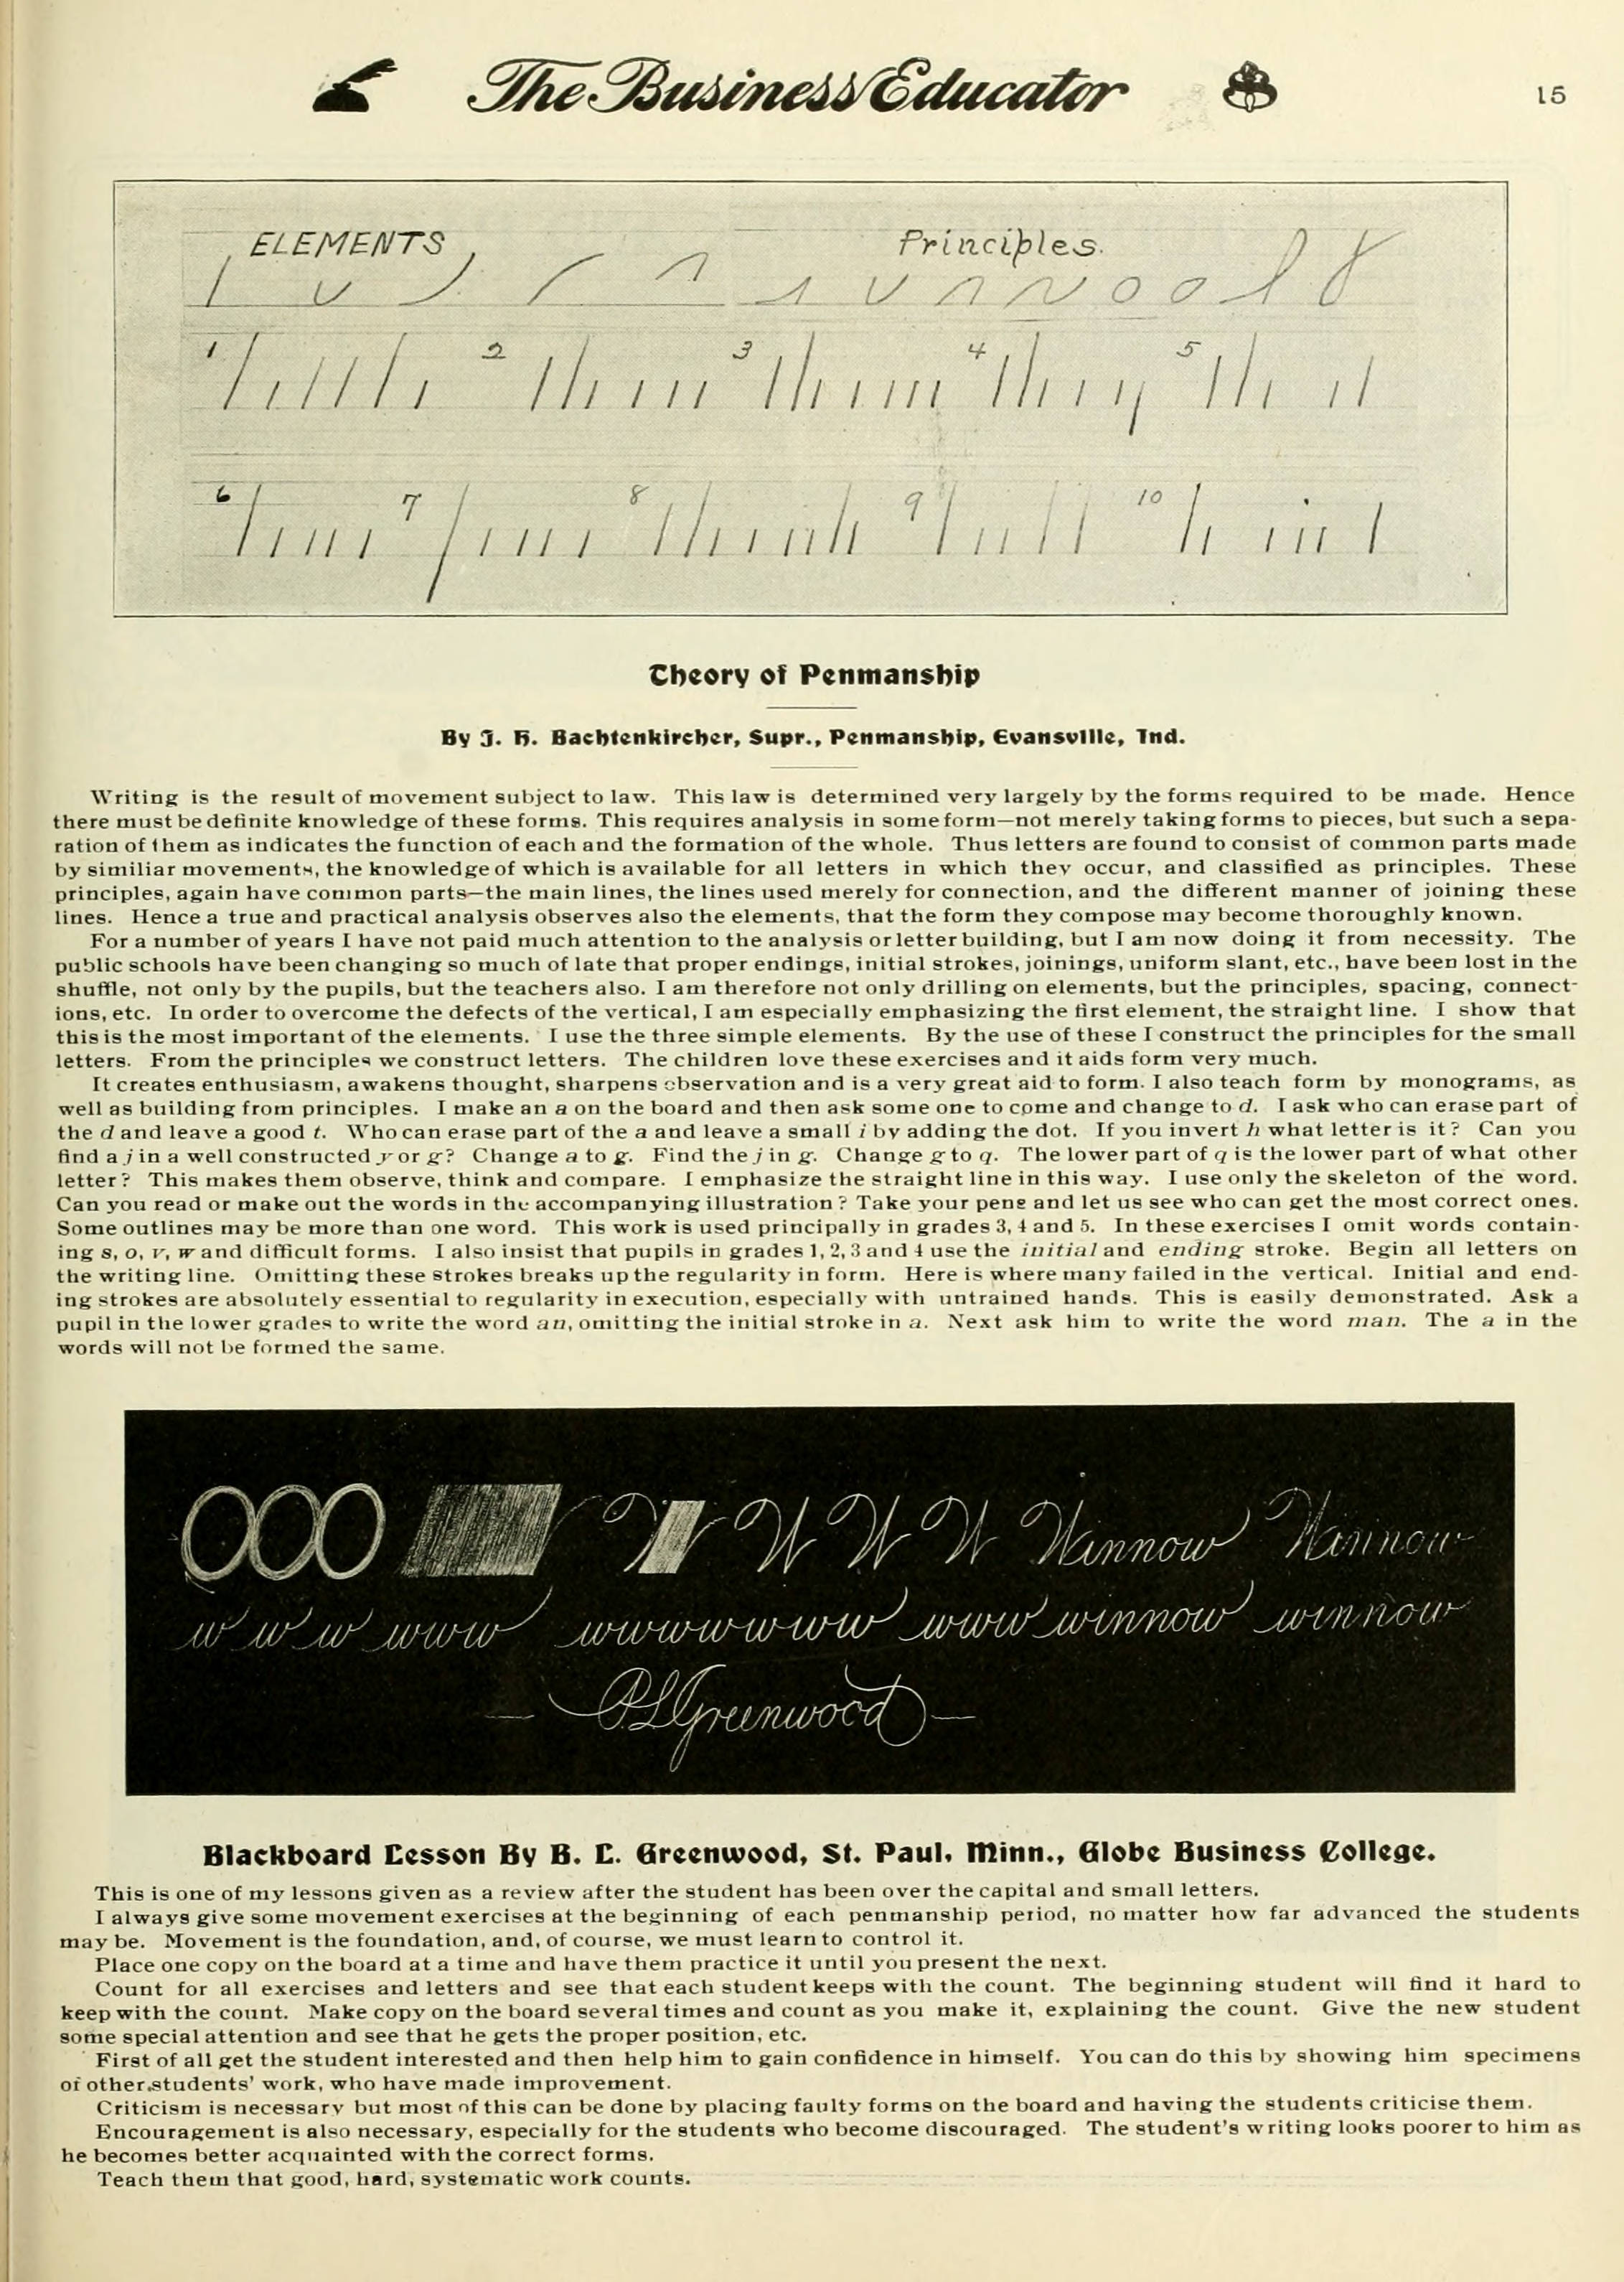 The Business Educator
15
ELEMENTS Principles.
1 2 3 4 5
6 7 8 9 10
Theory of Penmanship
By J. H. Bachtenkircher, Supr., Penmanship, Evansville, Ind.
Writing is the result of movement subject to law. This law is determined very largely by the forms required to be made. Hence
there must be definite knowledge of these forms. This requires analysis in some form—not merely taking forms to pieces, but such a sepa-
ration of them as indicates the function of each and the formation of the whole. Thus letters are found to consist of common parts made
by similiar movements, the knowledge of which is available for all letters in which they occur, and classified as principles. These
principles, again have common parts—the main lines, the lines used merely for connection, and the different manner of joining these
lines. Hence a true and practical analysis observes also the elements, that the form they compose may become thoroughly known.
For a number of years I have not paid much attention to the analysis or letter building, but I am now doing it from necessity. The
public schools have been changing so much of late that proper endings, initial strokes, joinings, uniform slant, etc., have been lost in the
shuffle, not only by the pupils, but the teachers also. I am therefore not only drilling on elements, but the principles, spacing, connect-
ions, etc. In order to overcome the defects of the vertical, I am especially emphasizing the first element, the straight line. I show that
this is the most important of the elements. I use the three simple elements. By the use of these I construct the principles for the small
letters. From the principles we construct letters. The children love these exercises and it aids form very much.
It creates enthusiasm, awakens thought, sharpens observation and is a very great aid to form. I also teach form by monograms, as
well as building from principles. I make an a on the board and then ask some one to come and change to d. I ask who can erase part of
the d and leave a good t. Who can erase part of the a and leave a small i by adding the dot. If you invert h what letter is it? Can you
find a j in a well constructed y or g? Change a to g. Find the j in g. Change g to q. The lower part of q is the lower part of what other
letter? This makes them observe, think and compare. I emphasize the straight line in this way. I use only the skeleton of the word.
Can you read or make out the words in the accompanying illustration? Take your pens and let us see who can get the most correct ones.
Some outlines may be more than one word. This work is used principally in grades 3, 4 and 5. In these exercises I omit words contain-
ing s, o, v, w and difficult forms. I also insist that pupils in grades 1, 2, 3 and 4 use the initial and ending stroke. Begin all letters on
the writing line. Omitting these strokes breaks up the regularity in form. Here is where many failed in the vertical. Initial and end-
ing strokes are absolutely essential to regularity in execution, especially with untrained hands. This is easily demonstrated. Ask a
pupil in the lower grades to write the word an, omitting the initial stroke in a. Next ask him to write the word man. The a in the
words will not be formed the same.
OOO W W W W Winnow Winnow
w w w www wwwwwww www winnow winnow
BLGreenwood
Blackboard Lesson By B. L. Greenwood, St. Paul. Minn., Globe Business College.
This is one of my lessons given as a review after the student has been over the capital and small letters.
I always give some movement exercises at the beginning of each penmanship period, no matter how far advanced the students
may be. Movement is the foundation, and, of course, we must learn to control it.
Place one copy on the board at a time and have them practice it until you present the next.
Count for all exercises and letters and see that each student keeps with the count. The beginning student will find it hard to
keep with the count. Make copy on the board several times and count as you make it, explaining the count. Give the new student
some special attention and see that he gets the proper position, etc.
First of all get the student interested and then help him to gain confidence in himself. You can do this by showing him specimens
of other students' work, who have made improvement.
Criticism is necessary but most of this can be done by placing faulty forms on the board and having the students criticise them.
Encouragement is also necessary, especially for the students who become discouraged. The student's writing looks poorer to him as
he becomes better acquainted with the correct forms.
Teach them that good, hard, systematic work counts.